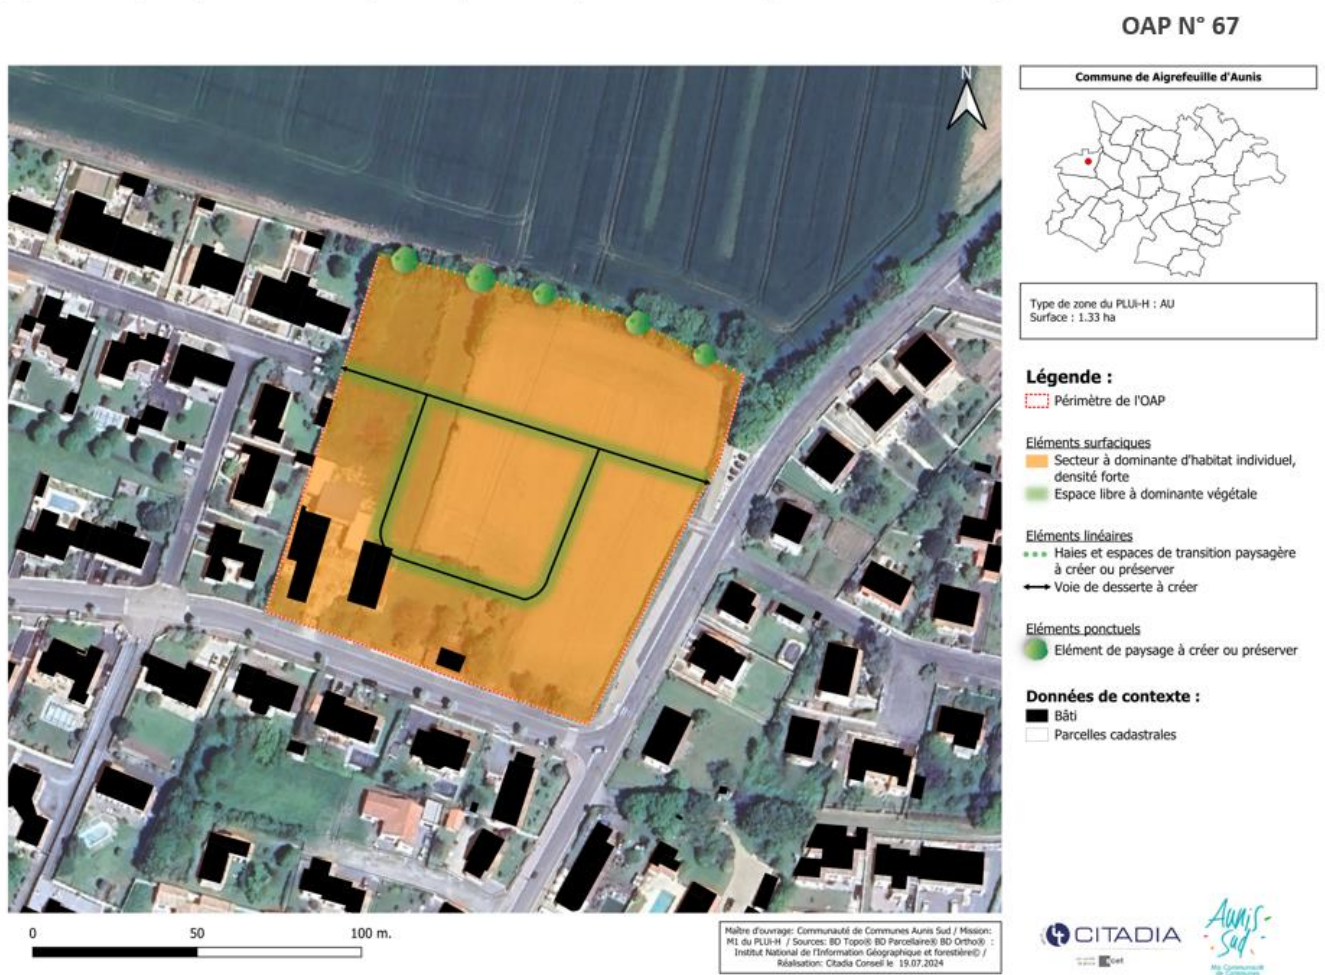 OAP N° 67
N
Commune de Aigrefeuille d'Aunis
Type de zone du PLUi-H : AU
Surface : 1.33 ha
Légende :
Périmètre de l'OAP
Eléments surfaciques
Secteur à dominante d'habitat individuel,
densité forte
Espace libre à dominante végétale
Eléments linéaires
Haies et espaces de transition paysagère
à créer ou préserver
Voie de desserte à créer
Eléments ponctuels
Elément de paysage à créer ou préserver
Données de contexte :
Bâti
Parcelles cadastrales
0 50 100 m.
Maître d'ouvrage: Communauté de Communes Aunis Sud / Mission:
M1 du PLUi-H / Sources: BD Topo® BD Parcellaire® BD Ortho® :
Institut National de l'Information Géographique et forestière© /
Réalisation: Citadia Conseil le 19.07.2024
CITADIA
Aunis
Sud
Ma Communauté
de Communes